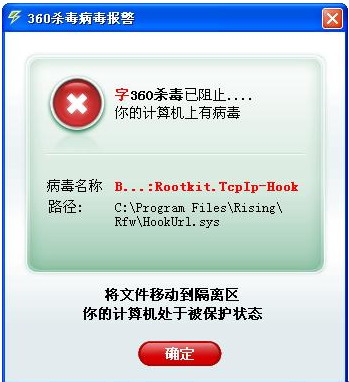 360杀毒病毒报警
字360杀毒已阻止....
你的计算机上有病毒
病毒名称 B...:Rootkit.TcpIp-Hook
路径: C:\Program Files\Rising\
Rfw\HookUrl.sys
将文件移动到隔离区
你的计算机处于被保护状态
确定